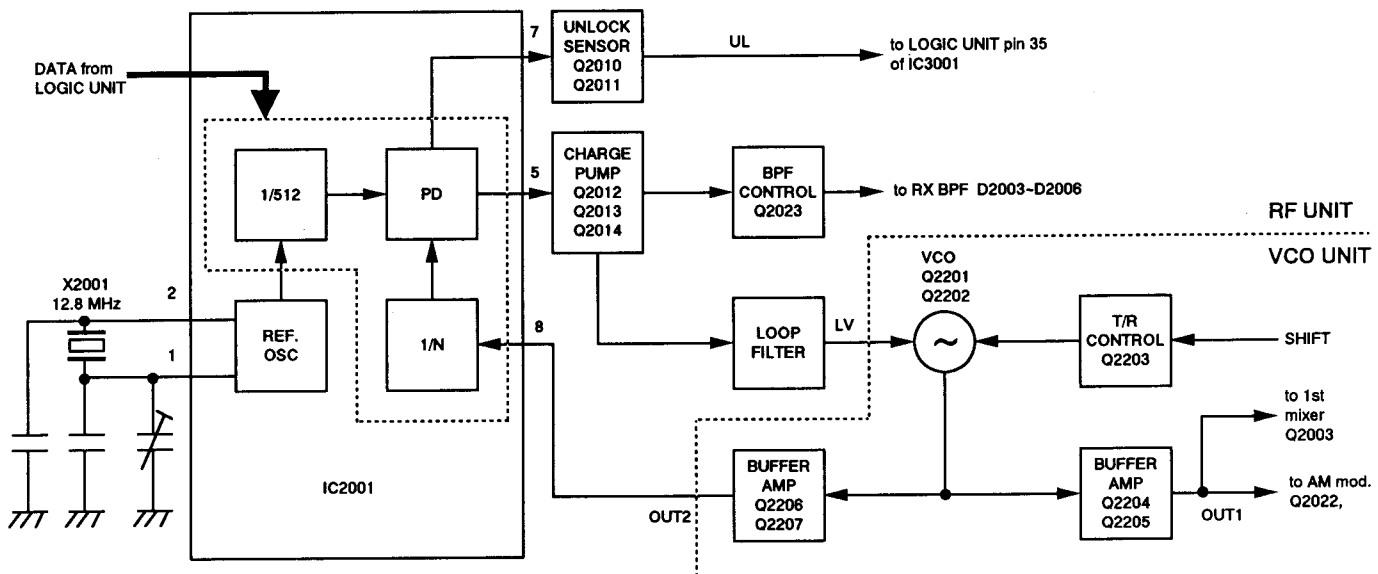 DATA from
LOGIC UNIT
7
UNLOCK
SENSOR
Q2010
Q2011
UL
to LOGIC UNIT pin 35
of IC3001
1/512
PD
5
CHARGE
PUMP
Q2012
Q2013
Q2014
BPF
CONTROL
Q2023
to RX BPF D2003~D2006
RF UNIT
VCO UNIT
X2001
12.8 MHz
2
1
REF.
OSC
1/N
8
LOOP
FILTER
LV
VCO
Q2201
Q2202
~
T/R
CONTROL
Q2203
SHIFT
to 1st
mixer
Q2003
IC2001
OUT2
BUFFER
AMP
Q2206
Q2207
BUFFER
AMP
Q2204
Q2205
OUT1
to AM mod.
Q2022,